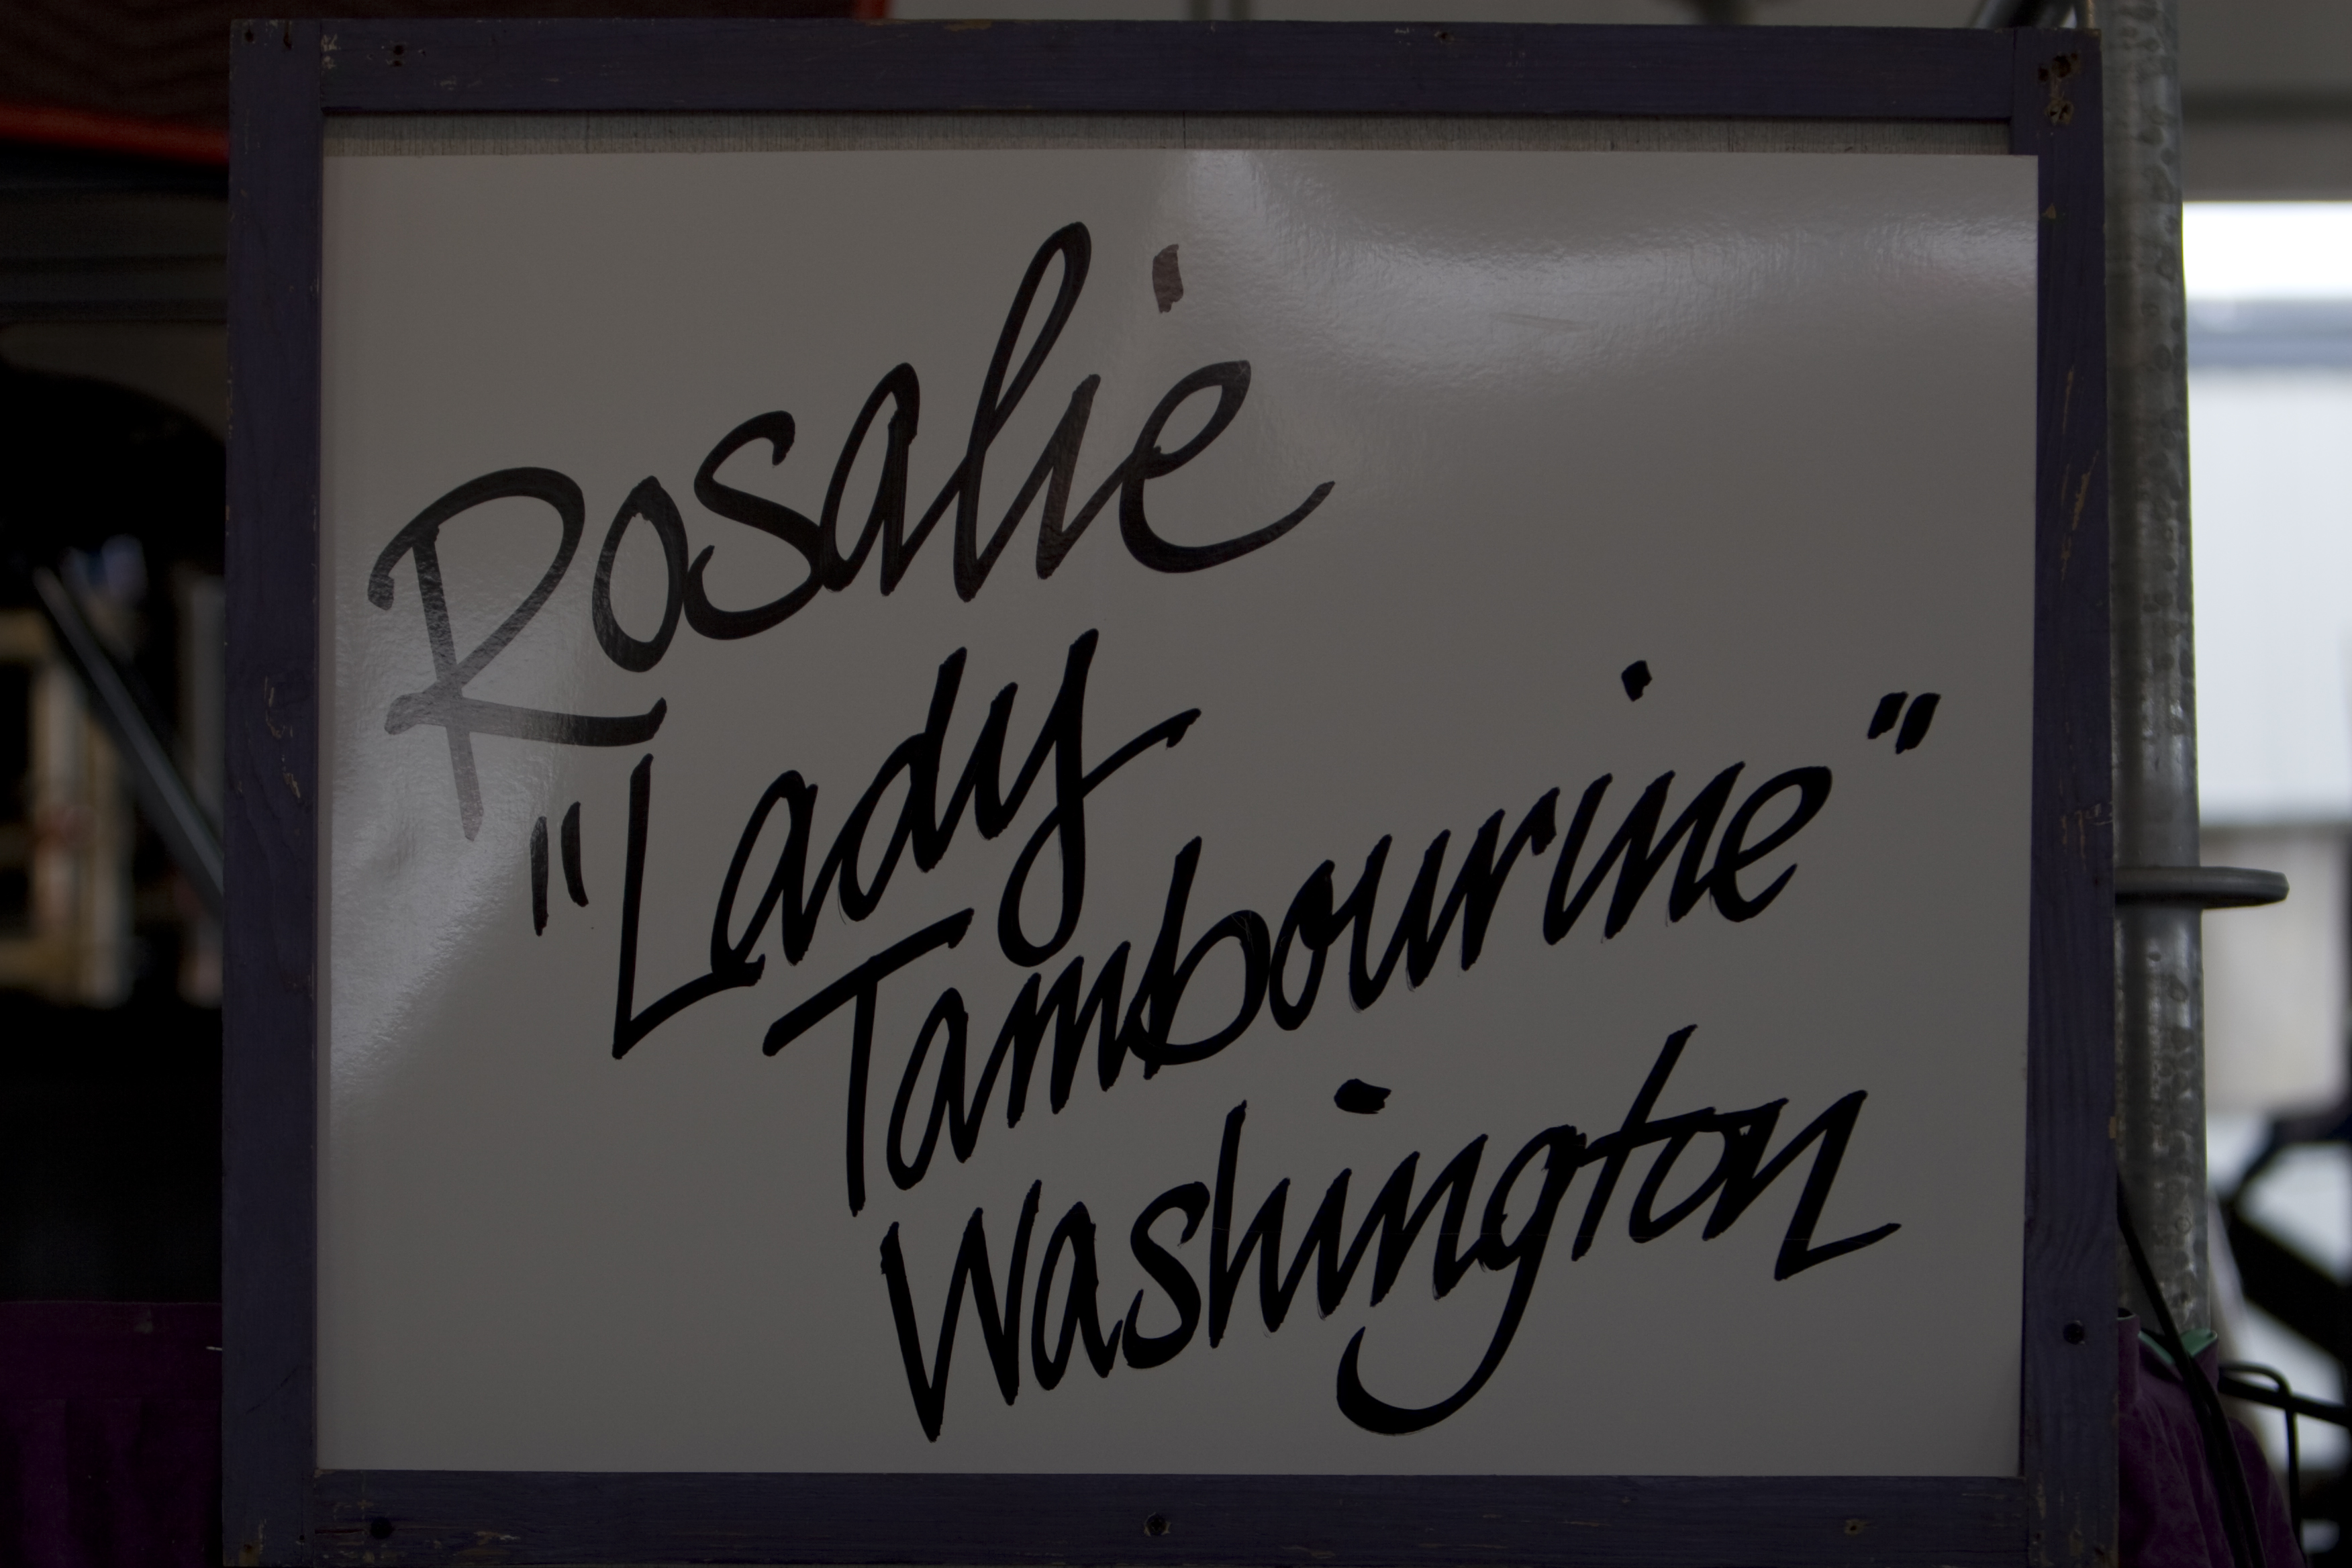 Rosalie
"Lady
Tambourine"
Washington